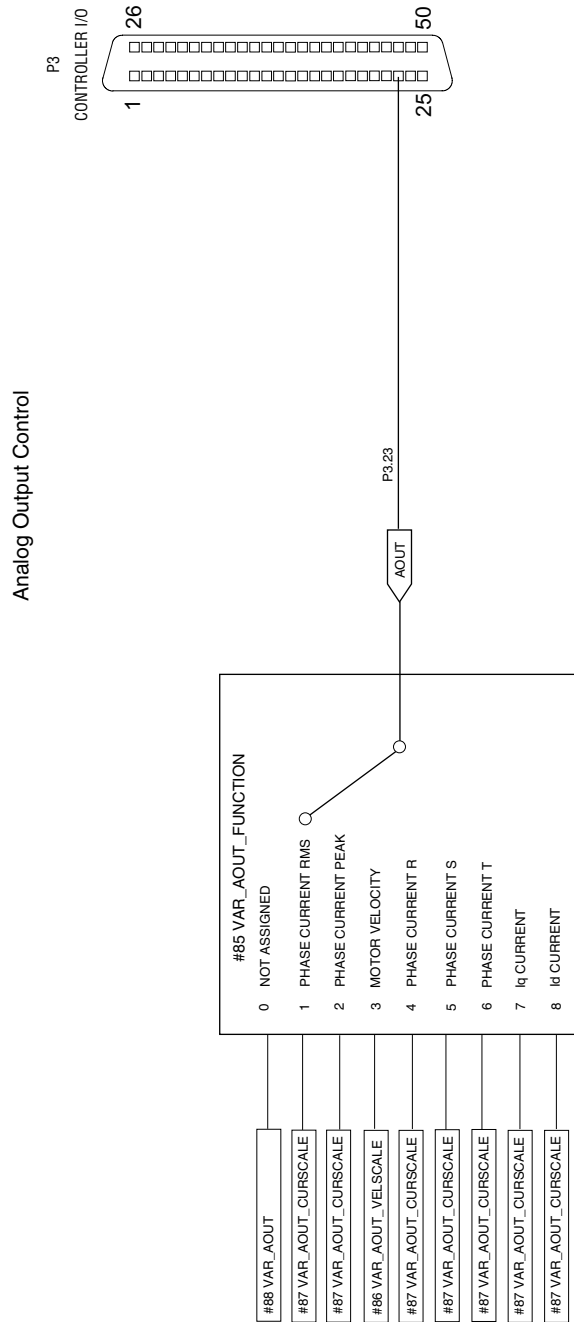 Analog Output Control
#88 VAR_AOUT
#87 VAR_AOUT_CURSCALE
#87 VAR_AOUT_CURSCALE
#86 VAR_AOUT_VELSCALE
#87 VAR_AOUT_CURSCALE
#87 VAR_AOUT_CURSCALE
#87 VAR_AOUT_CURSCALE
#87 VAR_AOUT_CURSCALE
#87 VAR_AOUT_CURSCALE
#85 VAR_AOUT_FUNCTION
0 NOT ASSIGNED
1 PHASE CURRENT RMS
2 PHASE CURRENT PEAK
3 MOTOR VELOCITY
4 PHASE CURRENT R
5 PHASE CURRENT S
6 PHASE CURRENT T
7 Iq CURRENT
8 Id CURRENT
AOUT
P3.23
P3
CONTROLLER I/O
1
26
25
50